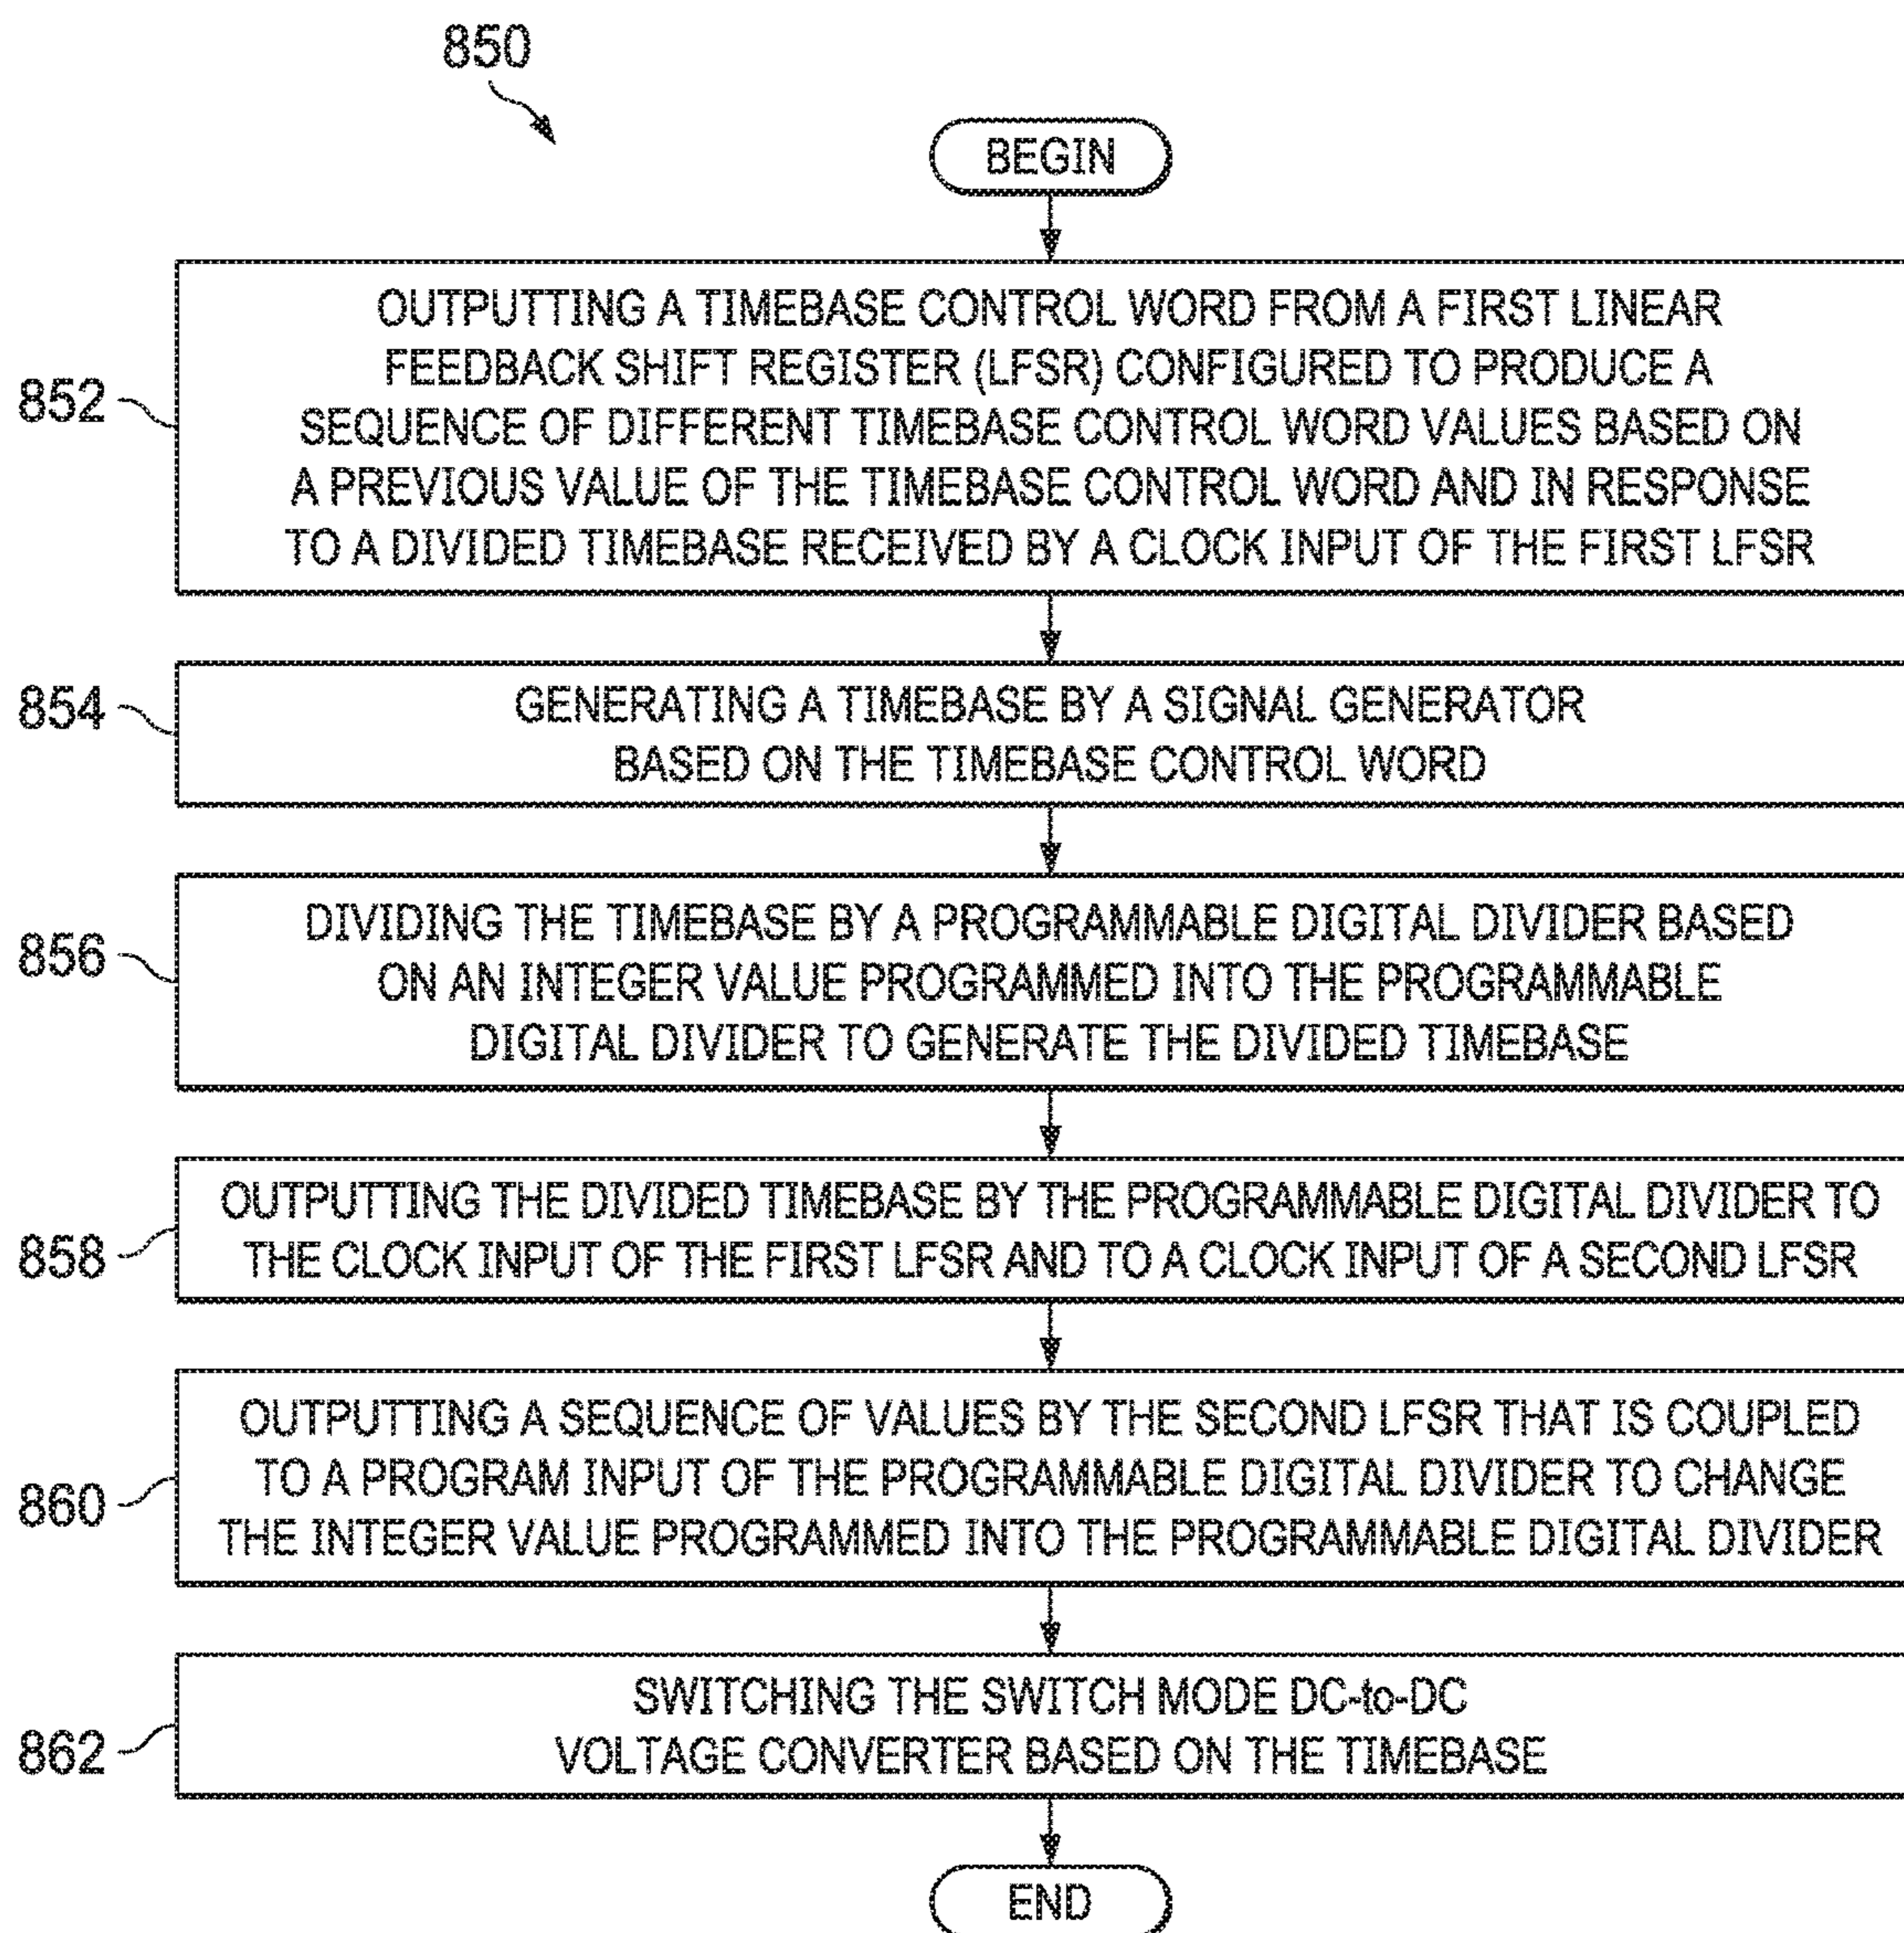 850
BEGIN
852
OUTPUTTING A TIMEBASE CONTROL WORD FROM A FIRST LINEAR
FEEDBACK SHIFT REGISTER (LFSR) CONFIGURED TO PRODUCE A
SEQUENCE OF DIFFERENT TIMEBASE CONTROL WORD VALUES BASED ON
A PREVIOUS VALUE OF THE TIMEBASE CONTROL WORD AND IN RESPONSE
TO A DIVIDED TIMEBASE RECEIVED BY A CLOCK INPUT OF THE FIRST LFSR
854
GENERATING A TIMEBASE BY A SIGNAL GENERATOR
BASED ON THE TIMEBASE CONTROL WORD
856
DIVIDING THE TIMEBASE BY A PROGRAMMABLE DIGITAL DIVIDER BASED
ON AN INTEGER VALUE PROGRAMMED INTO THE PROGRAMMABLE
DIGITAL DIVIDER TO GENERATE THE DIVIDED TIMEBASE
858
OUTPUTTING THE DIVIDED TIMEBASE BY THE PROGRAMMABLE DIGITAL DIVIDER TO
THE CLOCK INPUT OF THE FIRST LFSR AND TO A CLOCK INPUT OF A SECOND LFSR
860
OUTPUTTING A SEQUENCE OF VALUES BY THE SECOND LFSR THAT IS COUPLED
TO A PROGRAM INPUT OF THE PROGRAMMABLE DIGITAL DIVIDER TO CHANGE
THE INTEGER VALUE PROGRAMMED INTO THE PROGRAMMABLE DIGITAL DIVIDER
862
SWITCHING THE SWITCH MODE DC-to-DC
VOLTAGE CONVERTER BASED ON THE TIMEBASE
END